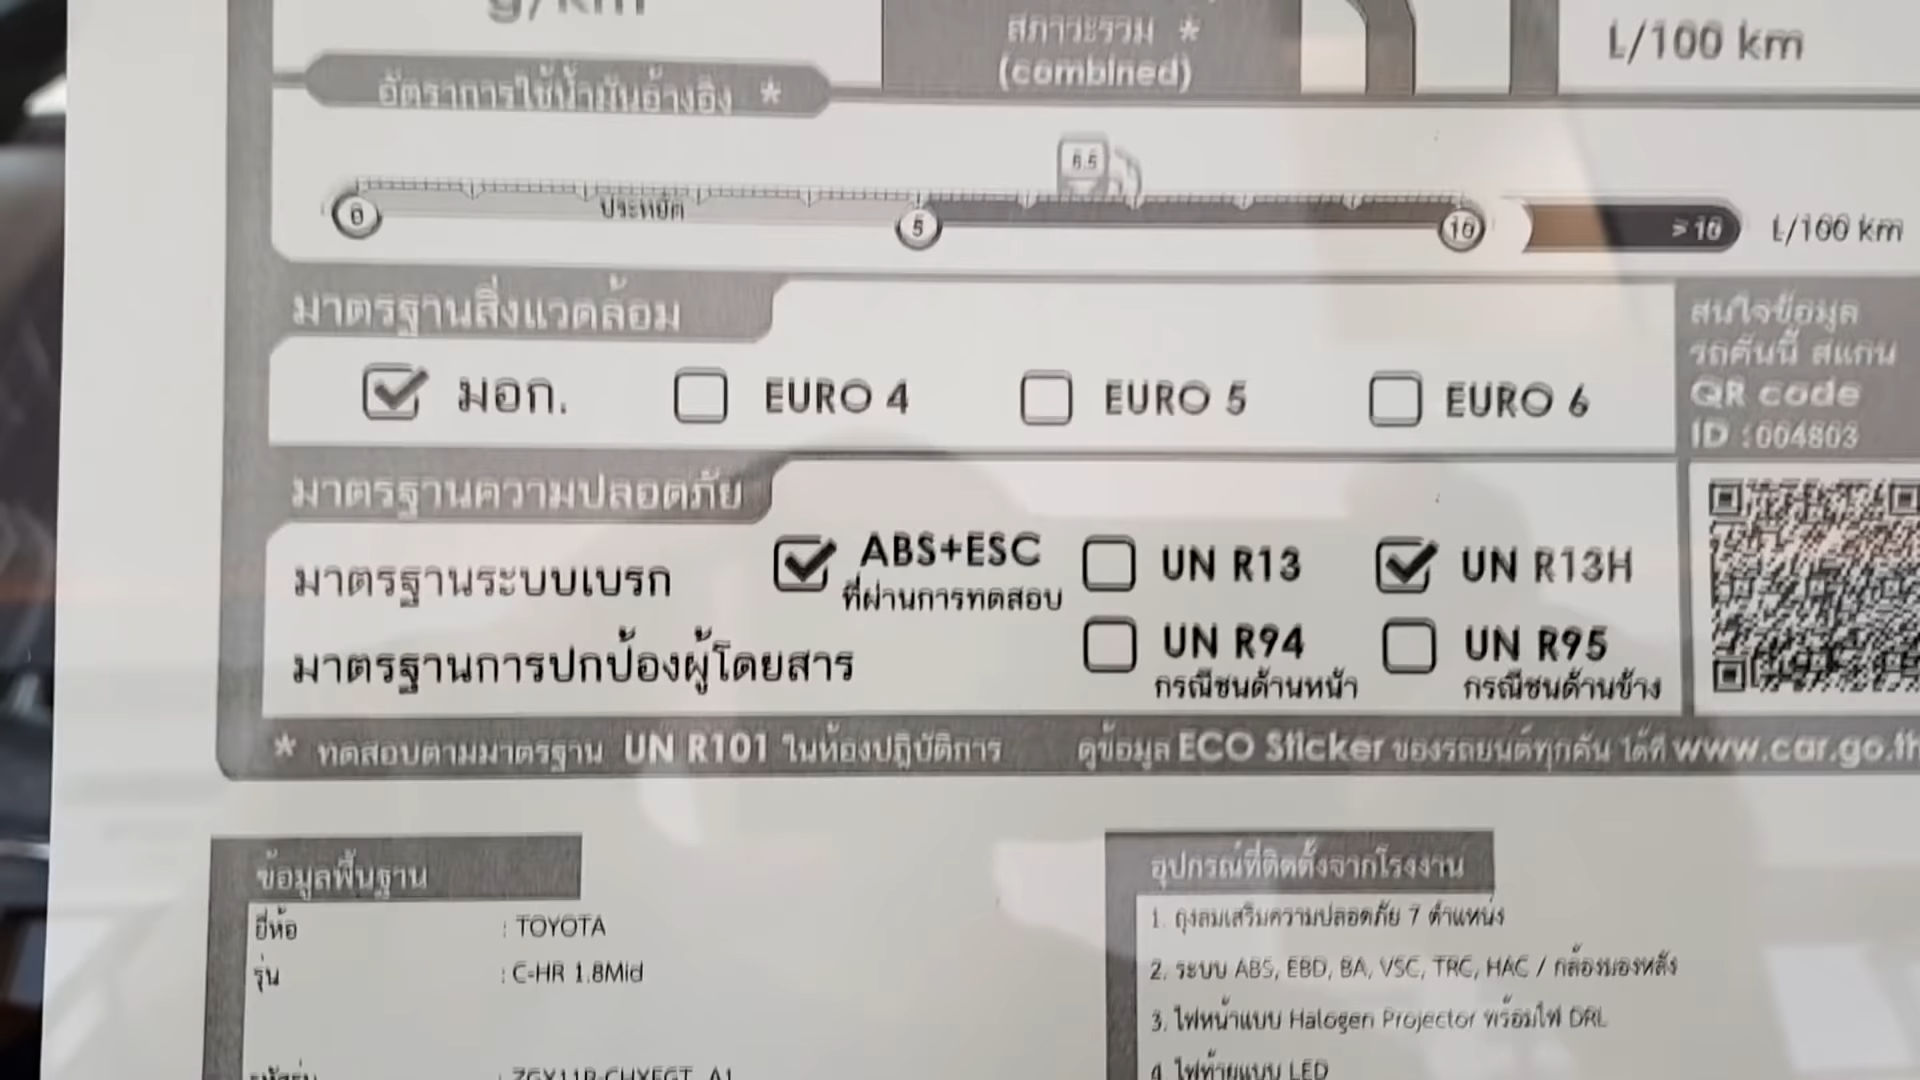 g/km
สภาวะรวม *
(combined)
L/100 km
อัตราการใช้น้ำมันอ้างอิง *
6.5
0
ประหยัด
5
10
> 10
L/100 km
มาตรฐานสิ่งแวดล้อม
มอก.
EURO 4
EURO 5
EURO 6
สนใจข้อมูล
รถคันนี้ สแกน
QR code
ID : 004803
มาตรฐานความปลอดภัย
มาตรฐานระบบเบรก
ABS+ESC
ที่ผ่านการทดสอบ
UN R13
UN R13H
มาตรฐานการปกป้องผู้โดยสาร
UN R94
กรณีชนด้านหน้า
UN R95
กรณีชนด้านข้าง
* ทดสอบตามมาตรฐาน UN R101 ในห้องปฏิบัติการ
ดูข้อมูล ECO Sticker ของรถยนต์ทุกคัน ได้ที่ www.car.go.th
ข้อมูลพื้นฐาน
ยี่ห้อ : TOYOTA
รุ่น : C-HR 1.8Mid
รหัสรุ่น
อุปกรณ์ที่ติดตั้งจากโรงงาน
1. ถุงลมเสริมความปลอดภัย 7 ตำแหน่ง
2. ระบบ ABS, EBD, BA, VSC, TRC, HAC / กล้องมองหลัง
3. ไฟหน้าแบบ Halogen Projector พร้อมไฟ DRL
4. ไฟท้ายแบบ LED